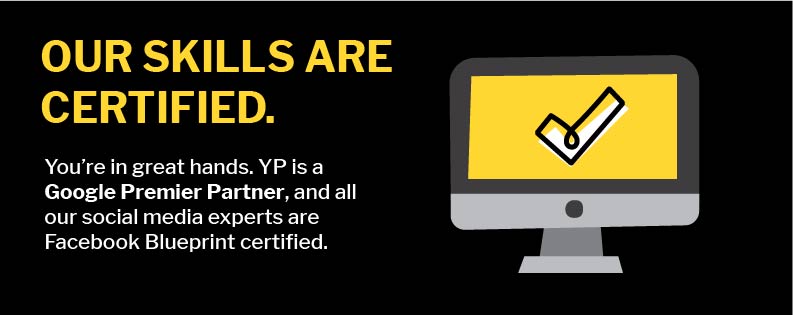 OUR SKILLS ARE
CERTIFIED.
You’re in great hands. YP is a
Google Premier Partner, and all
our social media experts are
Facebook Blueprint certified.